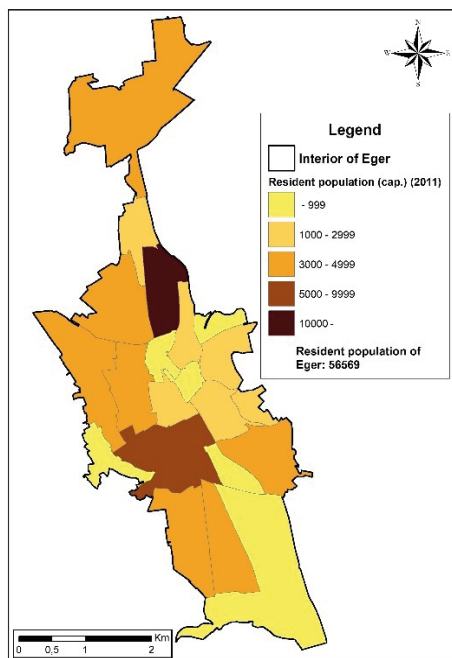 N
W
E
S
Legend
Interior of Eger
Resident population (cap.) (2011)
- 999
1000 - 2999
3000 - 4999
5000 - 9999
10000 -
Resident population of
Eger: 56569
Km
0 0,5 1 2